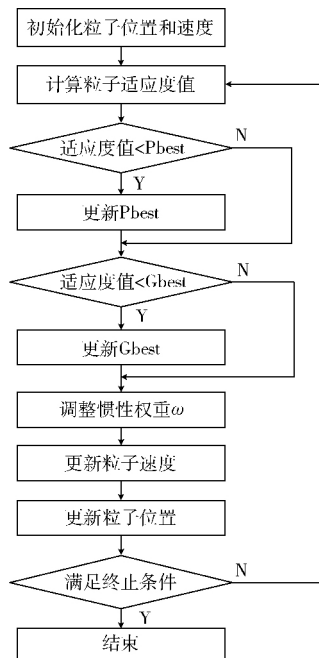 初始化粒子位置和速度
计算粒子适应度值
适应度值<Pbest
N
Y
更新Pbest
适应度值<Gbest
N
Y
更新Gbest
调整惯性权重ω
更新粒子速度
更新粒子位置
满足终止条件
N
Y
结束